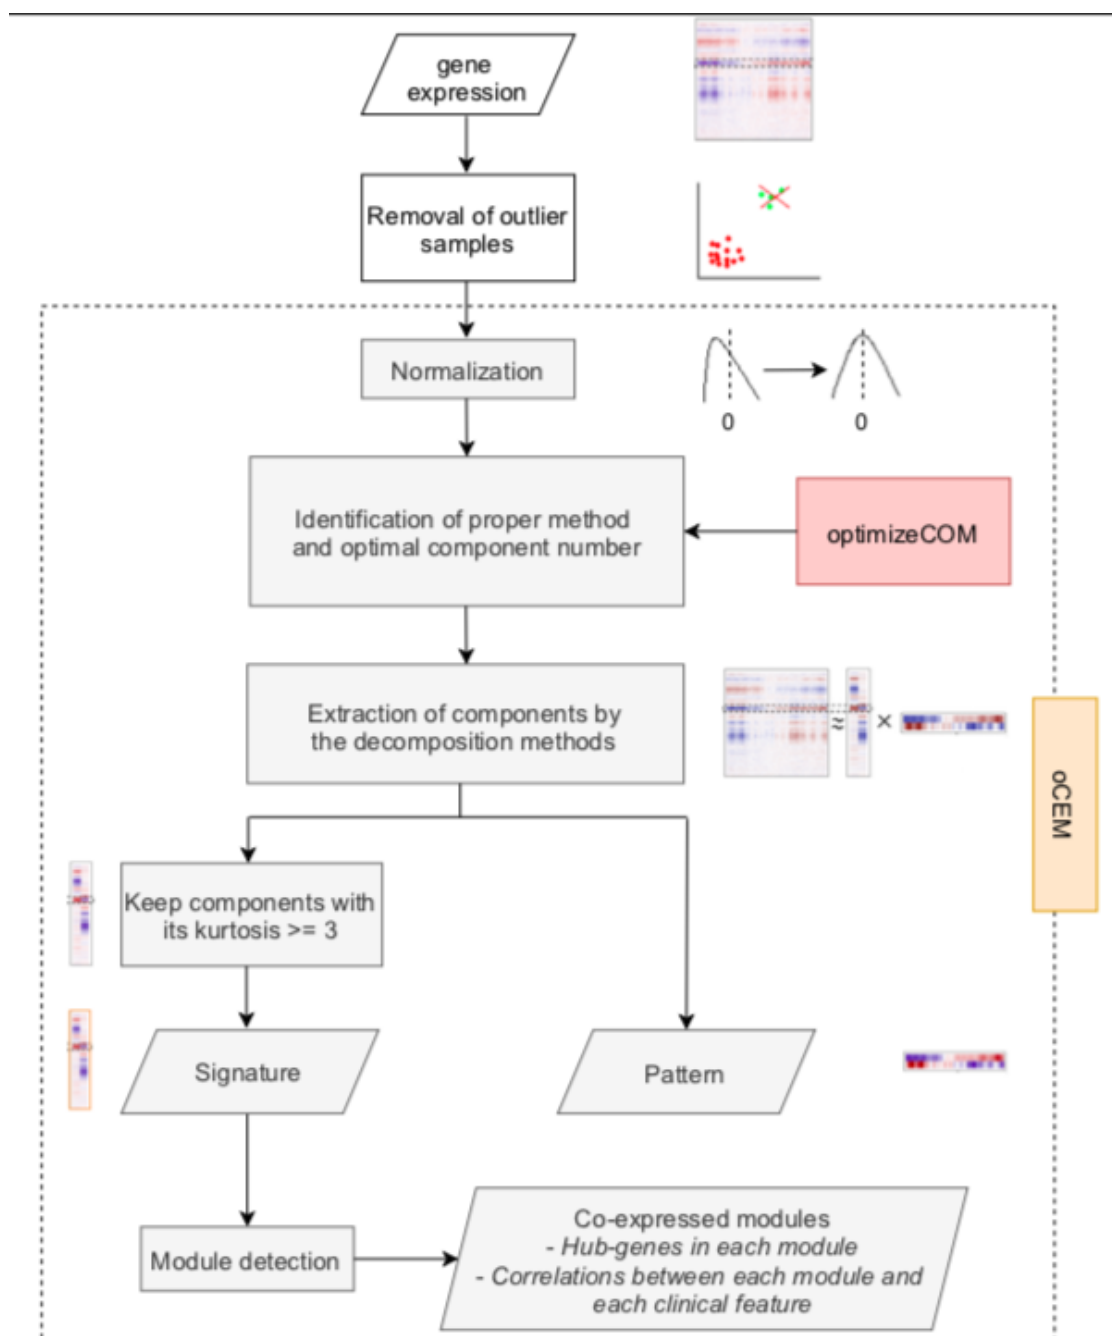 gene
expression
Removal of outlier
samples
Normalization
0
0
Identification of proper method
and optimal component number
optimizeCOM
Extraction of components by
the decomposition methods
≈
×
oCEM
Keep components with
its kurtosis >= 3
Signature
Pattern
Module detection
Co-expressed modules
- Hub-genes in each module
- Correlations between each module and
each clinical feature